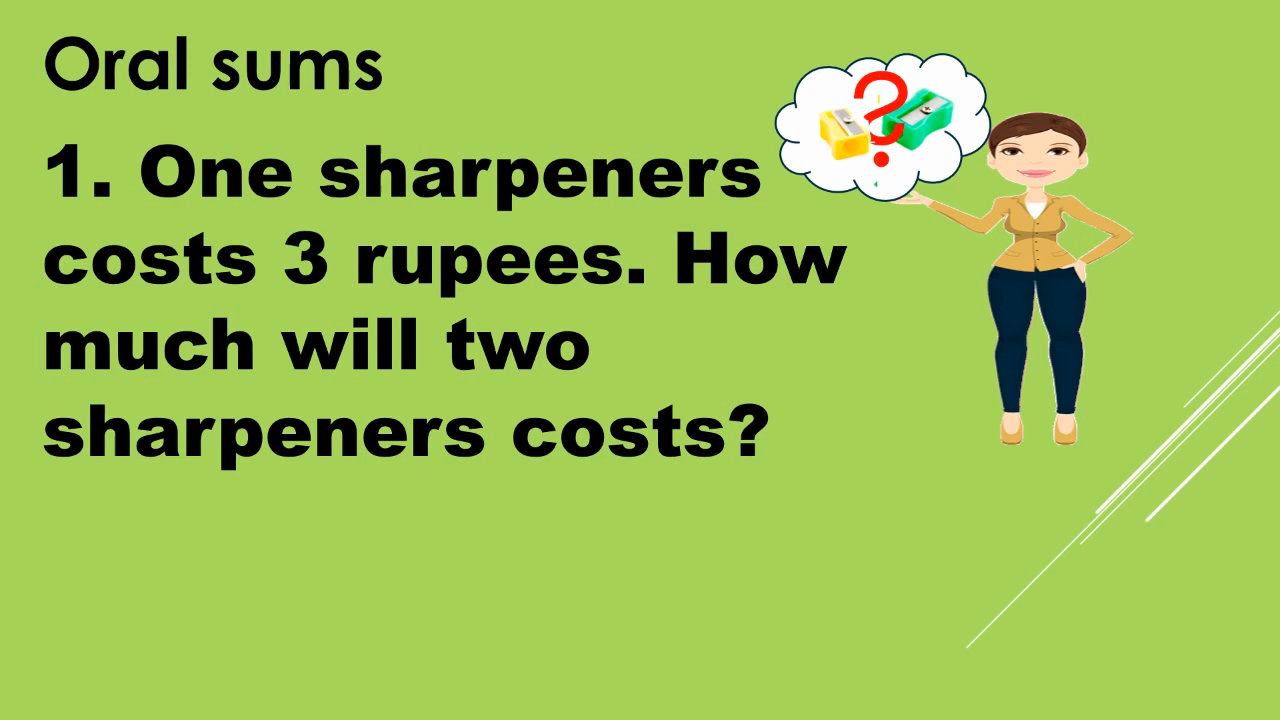 Oral sums
1. One sharpeners
costs 3 rupees. How
much will two
sharpeners costs?
?